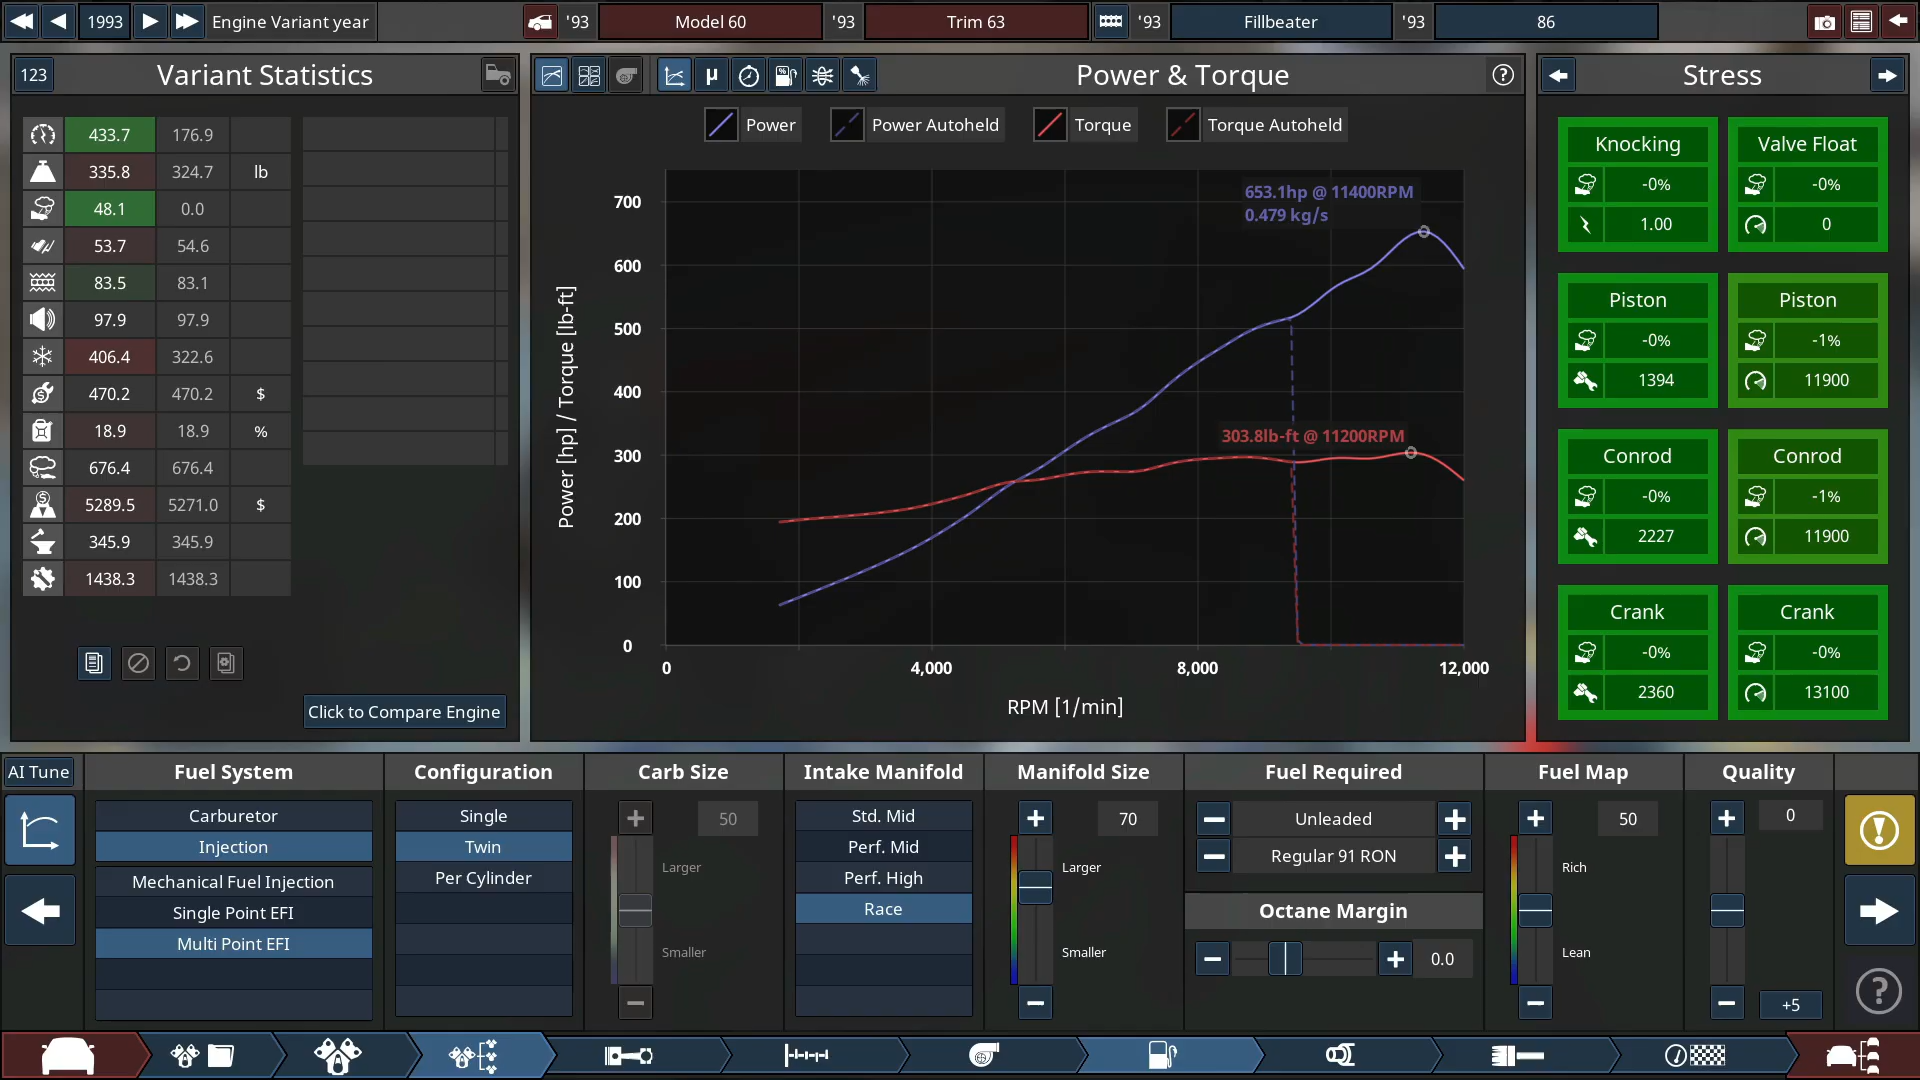 1993
Engine Variant year
'93
Model 60
'93
Trim 63
'93
Fillbeater
'93
86
123
Variant Statistics
433.7 176.9
335.8 324.7 lb
48.1 0.0
53.7 54.6
83.5 83.1
97.9 97.9
406.4 322.6
470.2 470.2 $
18.9 18.9 %
676.4 676.4
5289.5 5271.0 $
345.9 345.9
1438.3 1438.3
Click to Compare Engine
μ
Power & Torque
?
Power
Power Autoheld
Torque
Torque Autoheld
653.1hp @ 11400RPM
0.479 kg/s
303.8lb-ft @ 11200RPM
Power [hp] / Torque [lb-ft]
700
600
500
400
300
200
100
0
0 4,000 8,000 12,000
RPM [1/min]
Stress
Knocking
-0%
1.00
Valve Float
-0%
0
Piston
-0%
1394
Piston
-1%
11900
Conrod
-0%
2227
Conrod
-1%
11900
Crank
-0%
2360
Crank
-0%
13100
AI Tune
Fuel System
Carburetor
Injection
Mechanical Fuel Injection
Single Point EFI
Multi Point EFI
Configuration
Single
Twin
Per Cylinder
Carb Size
50
Larger
Smaller
Intake Manifold
Std. Mid
Perf. Mid
Perf. High
Race
Manifold Size
70
Larger
Smaller
Fuel Required
Unleaded
Regular 91 RON
Octane Margin
0.0
Fuel Map
50
Rich
Lean
Quality
0
+5
?